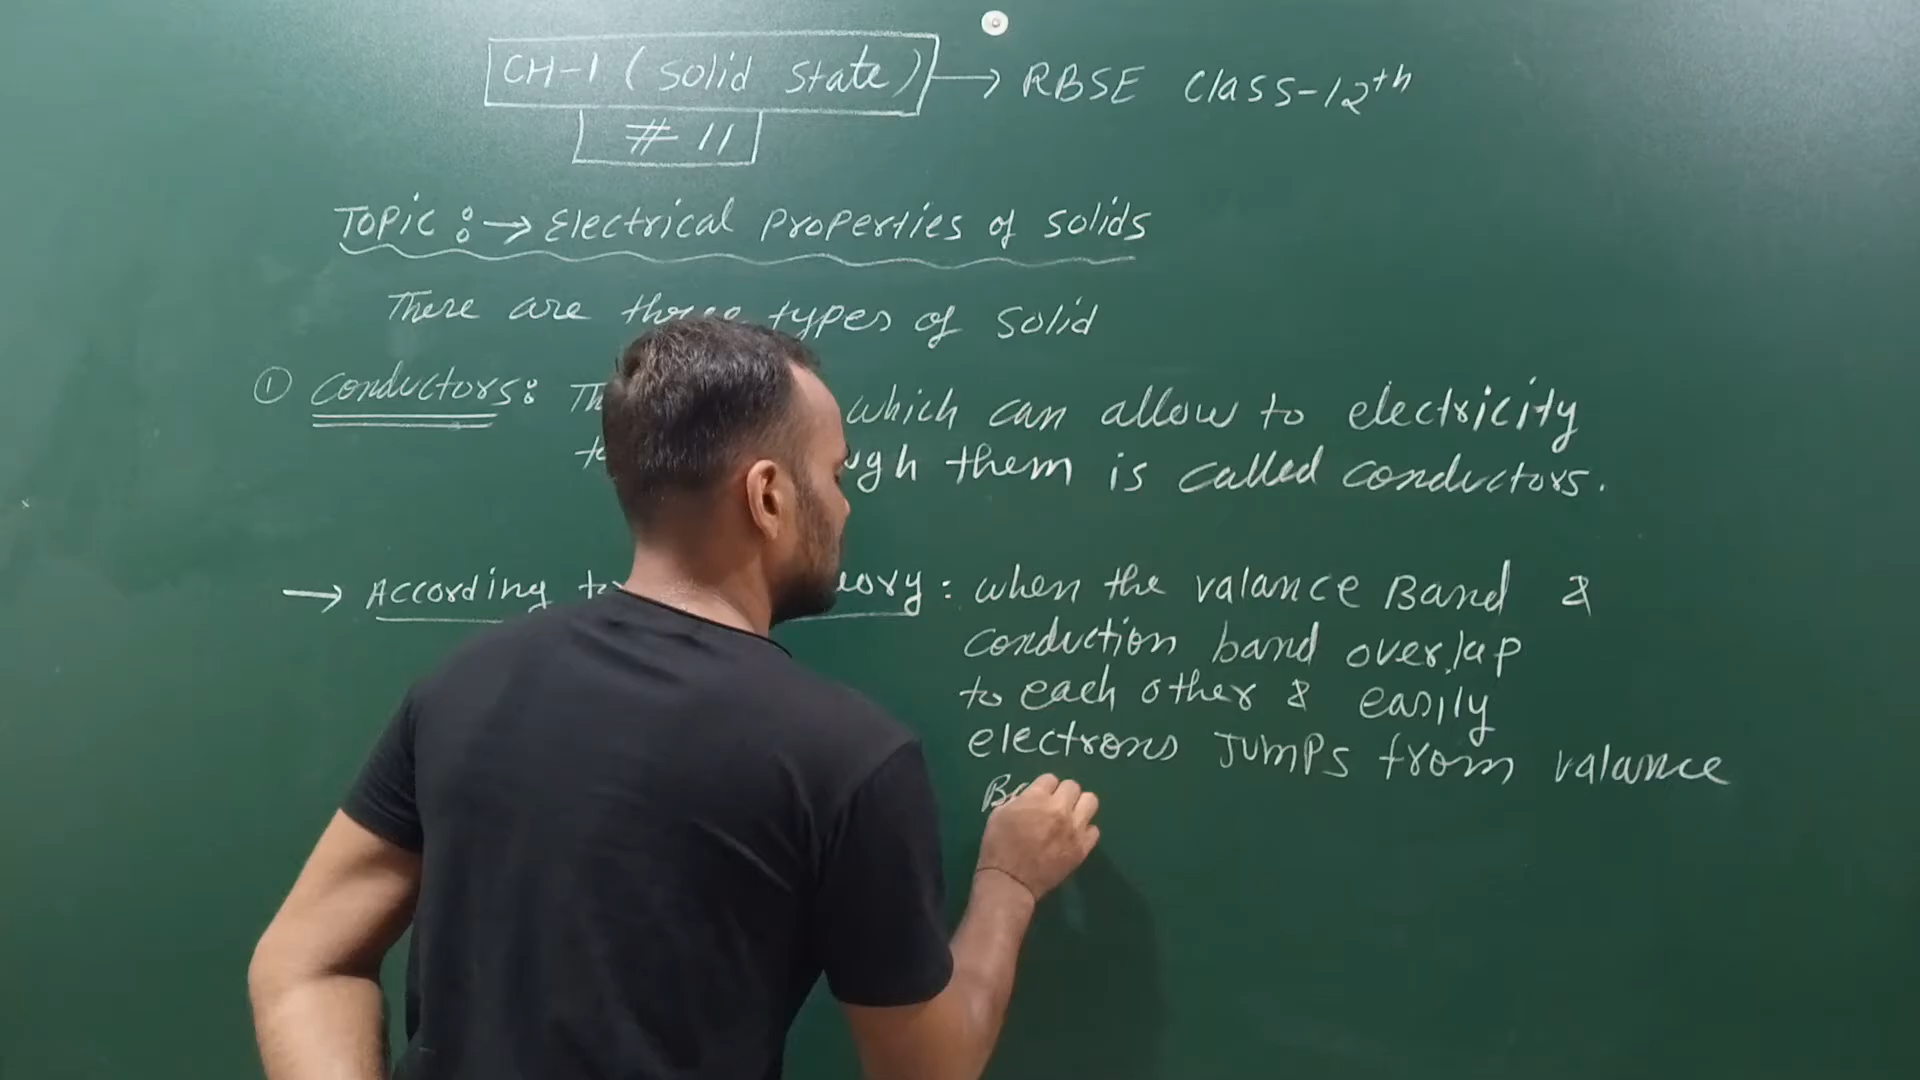 CH-1 (Solid State) → RBSE Class-12th
# 11
Topic :→ Electrical Properties of Solids
There are three types of Solid
① Conductors: which can allow to electricity
them is called conductors.
→ According : when the valance Band &
conduction band overlap
to each other & easily
electrons Jumps from valance